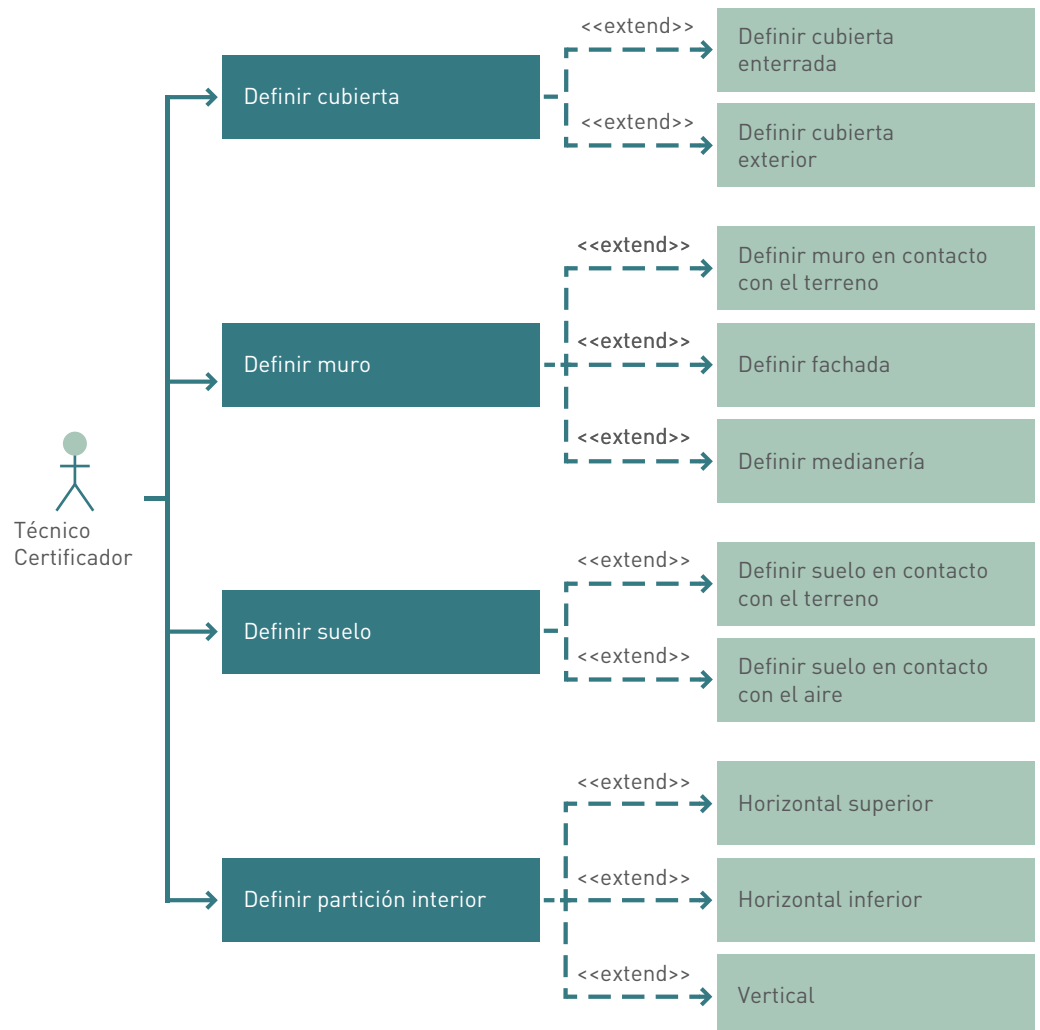 <<extend>>
Definir cubierta
enterrada
Definir cubierta
<<extend>>
Definir cubierta
exterior
<<extend>>
Definir muro en contacto
con el terreno
Definir muro
<<extend>>
Definir fachada
<<extend>>
Definir medianería
Técnico
Certificador
<<extend>>
Definir suelo en contacto
con el terreno
Definir suelo
<<extend>>
Definir suelo en contacto
con el aire
<<extend>>
Horizontal superior
Definir partición interior
<<extend>>
Horizontal inferior
<<extend>>
Vertical